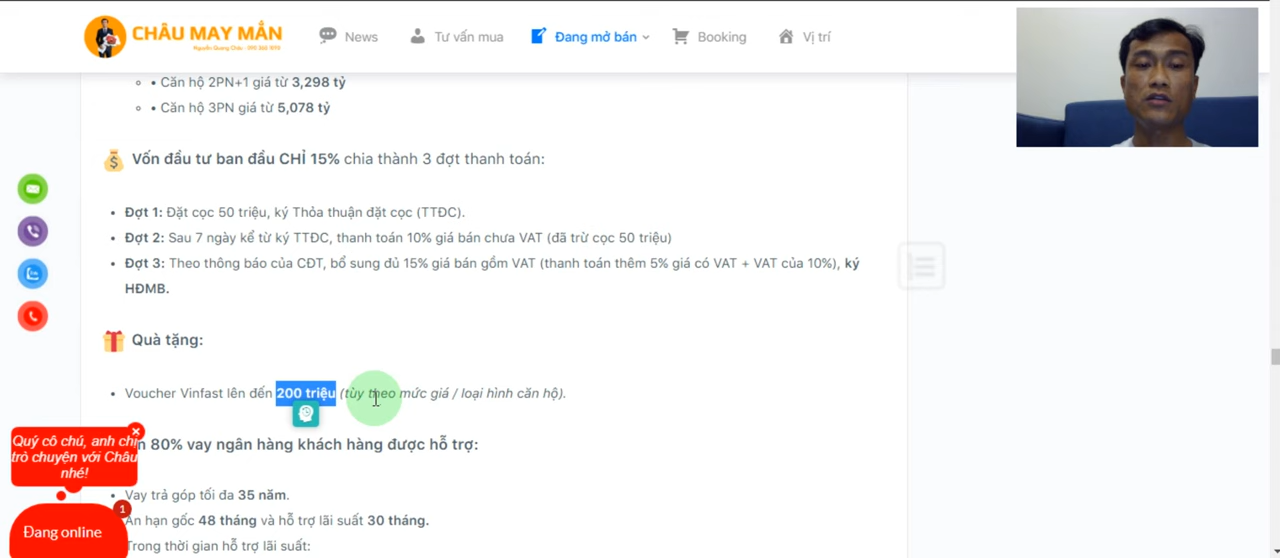 CHÂU MAY MẮN
News
Tư vấn mua
Đang mở bán
Booking
Vị trí
• Căn hộ 2PN+1 giá từ 3,298 tỷ
• Căn hộ 3PN giá từ 5,078 tỷ
Vốn đầu tư ban đầu CHỈ 15% chia thành 3 đợt thanh toán:
Đợt 1: Đặt cọc 50 triệu, ký Thỏa thuận đặt cọc (TTĐC).
Đợt 2: Sau 7 ngày kể từ ký TTĐC, thanh toán 10% giá bán chưa VAT (đã trừ cọc 50 triệu)
Đợt 3: Theo thông báo của CĐT, bổ sung đủ 15% giá bán gồm VAT (thanh toán thêm 5% giá có VAT + VAT của 10%), ký
HĐMB.
Quà tặng:
Voucher Vinfast lên đến 200 triệu (tùy theo mức giá / loại hình căn hộ).
80% vay ngân hàng khách hàng được hỗ trợ:
Quý cô chú, anh chị
trò chuyện với Châu
nhé!
Vay trả góp tối đa 35 năm.
Ân hạn gốc 48 tháng và hỗ trợ lãi suất 30 tháng.
Trong thời gian hỗ trợ lãi suất:
1
Đang online